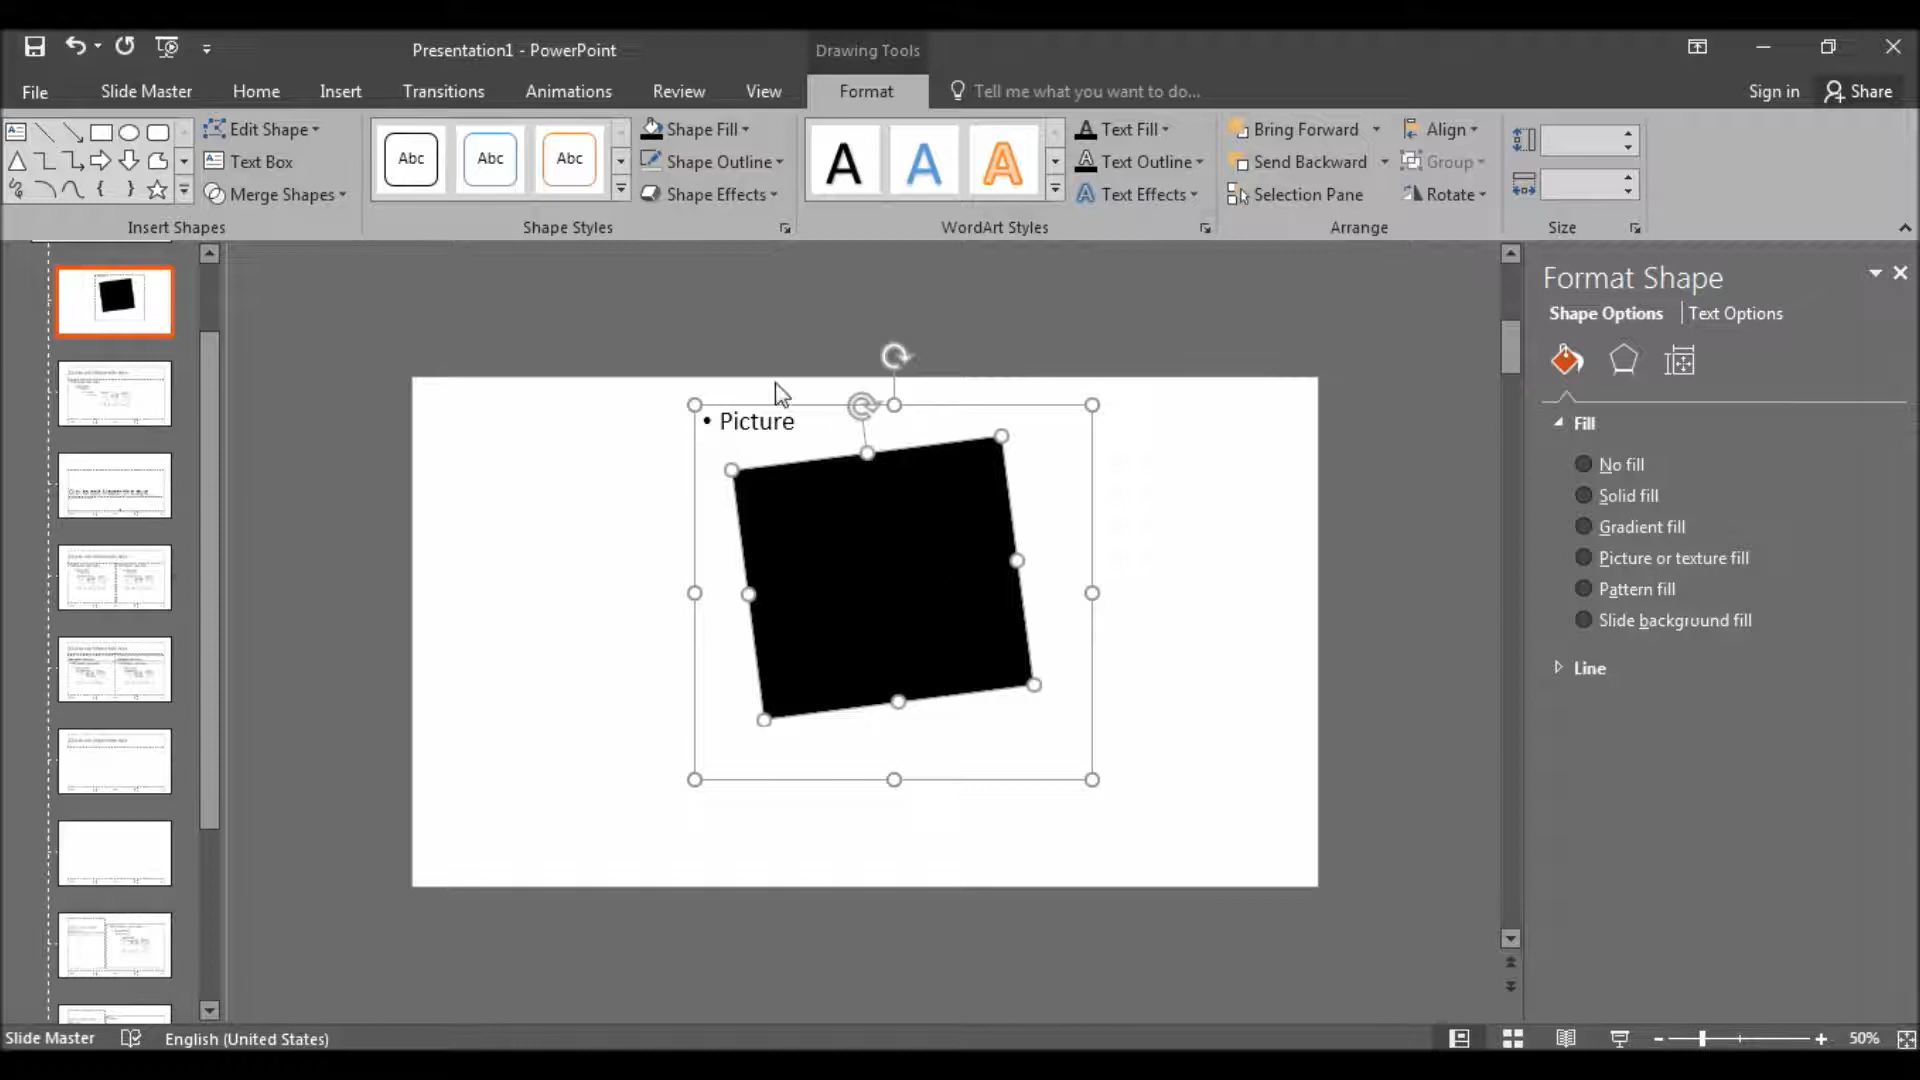 Presentation1 - PowerPoint
Drawing Tools
File
Slide Master
Home
Insert
Transitions
Animations
Review
View
Format
Tell me what you want to do...
Sign in
Share
Edit Shape
Text Box
Merge Shapes
Insert Shapes
Abc
Abc
Abc
Shape Fill
Shape Outline
Shape Effects
Shape Styles
A
A
A
Text Fill
Text Outline
Text Effects
WordArt Styles
Bring Forward
Send Backward
Selection Pane
Align
Group
Rotate
Arrange
Size
• Picture
Format Shape
Shape Options
Text Options
Fill
No fill
Solid fill
Gradient fill
Picture or texture fill
Pattern fill
Slide background fill
Line
Slide Master
English (United States)
50%